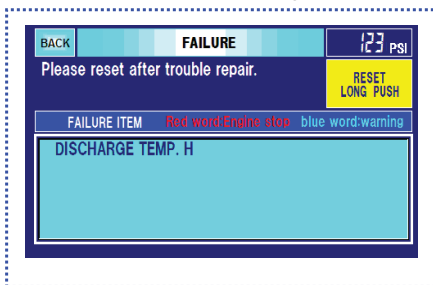 BACK FAILURE 123 PSI
Please reset after trouble repair.
RESET
LONG PUSH
FAILURE ITEM Red word:Engine stop blue word:warning
DISCHARGE TEMP. H